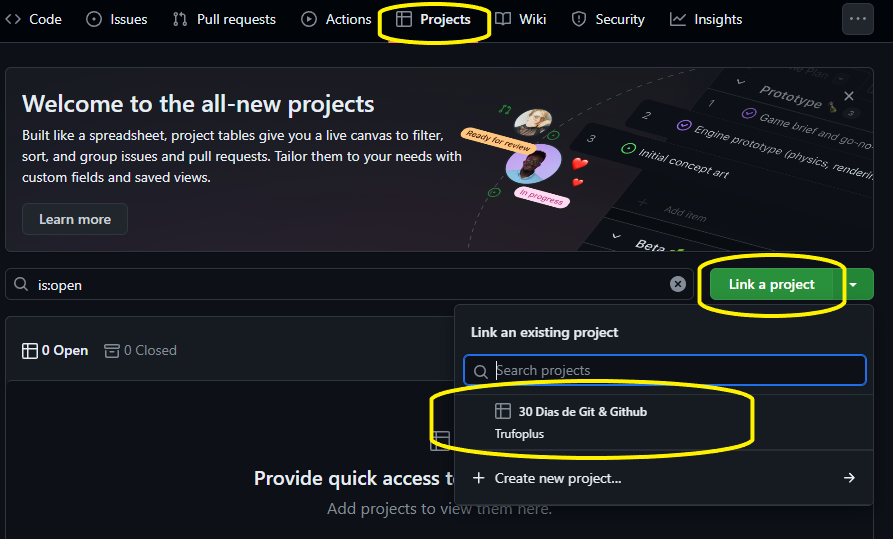 Code Issues Pull requests Actions Projects Wiki Security Insights
Welcome to the all-new projects
Built like a spreadsheet, project tables give you a live canvas to filter,
sort, and group issues and pull requests. Tailor them to your needs with
custom fields and saved views.
Learn more
Ready for review
In progress
Prototype
3
1
Game brief and go-no-
2
Engine prototype (physics, rendering
3
Initial concept art
Add item
Beta
is:open
Link a project
Link an existing project
Search projects
30 Dias de Git & Github
Trufoplus
Create new project...
0 Open 0 Closed
Provide quick access t
Add projects to view them here.